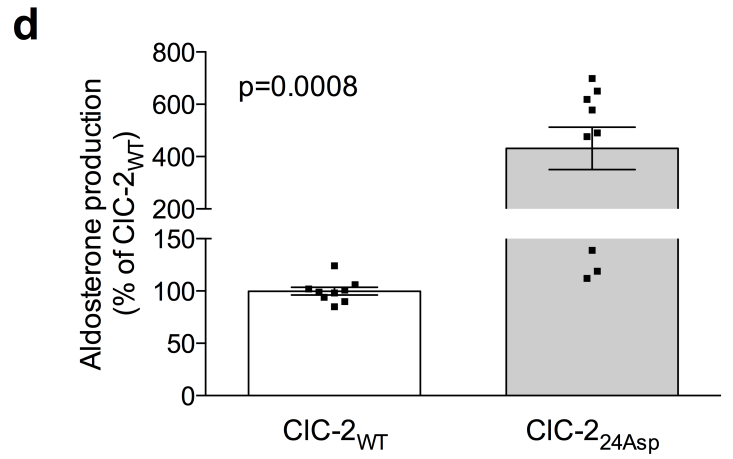 d
Aldosterone production
(% of ClC-2WT)
800
600
400
200
150
100
50
0
p=0.0008
ClC-2WT
ClC-224Asp